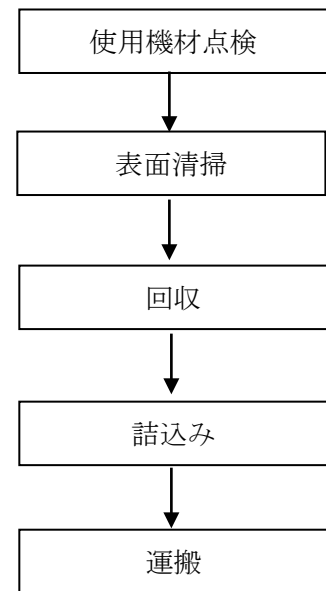 使用機材点検
表面清掃
回収
詰込み
運搬